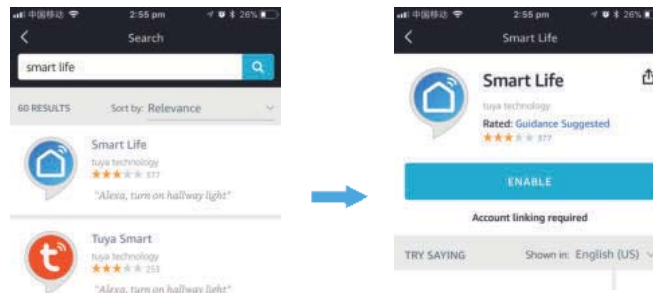 中国移动 2:55 pm 26%
Search
smart life
60 RESULTS Sort by: Relevance
Smart Life
tuya technology
377
"Alexa, turn on hallway light"
Tuya Smart
tuya technology
253
"Alexa, turn on hallway light"
中国移动 2:55 pm 26%
Smart Life
Smart Life
tuya technology
Rated: Guidance Suggested
377
ENABLE
Account linking required
TRY SAYING Shown in: English (US)